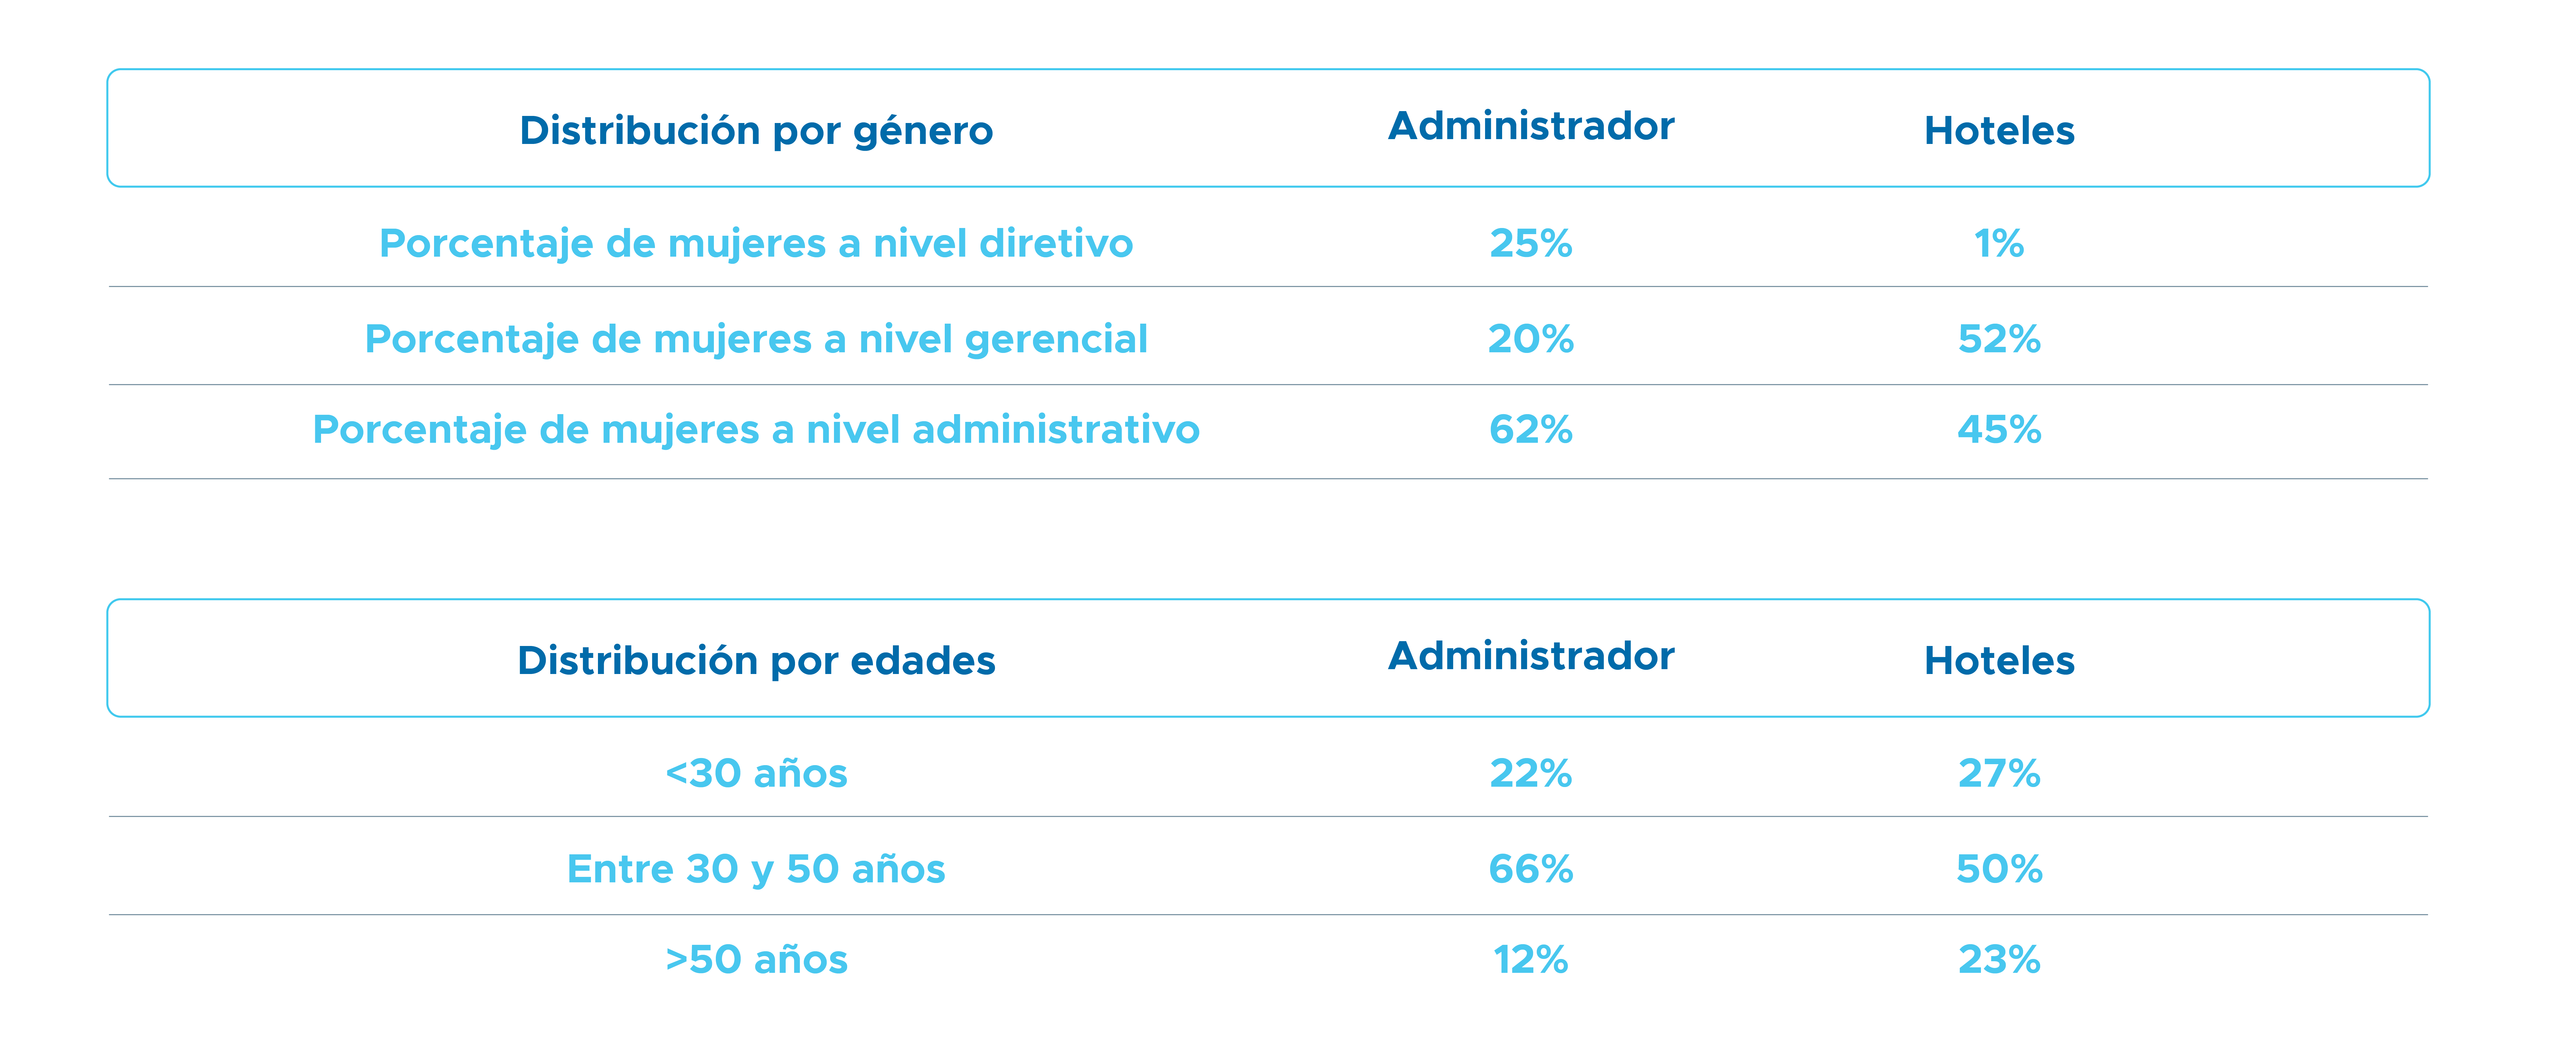 Distribución por género Administrador Hoteles
Porcentaje de mujeres a nivel diretivo 25% 1%
Porcentaje de mujeres a nivel gerencial 20% 52%
Porcentaje de mujeres a nivel administrativo 62% 45%
Distribución por edades Administrador Hoteles
<30 años 22% 27%
Entre 30 y 50 años 66% 50%
>50 años 12% 23%